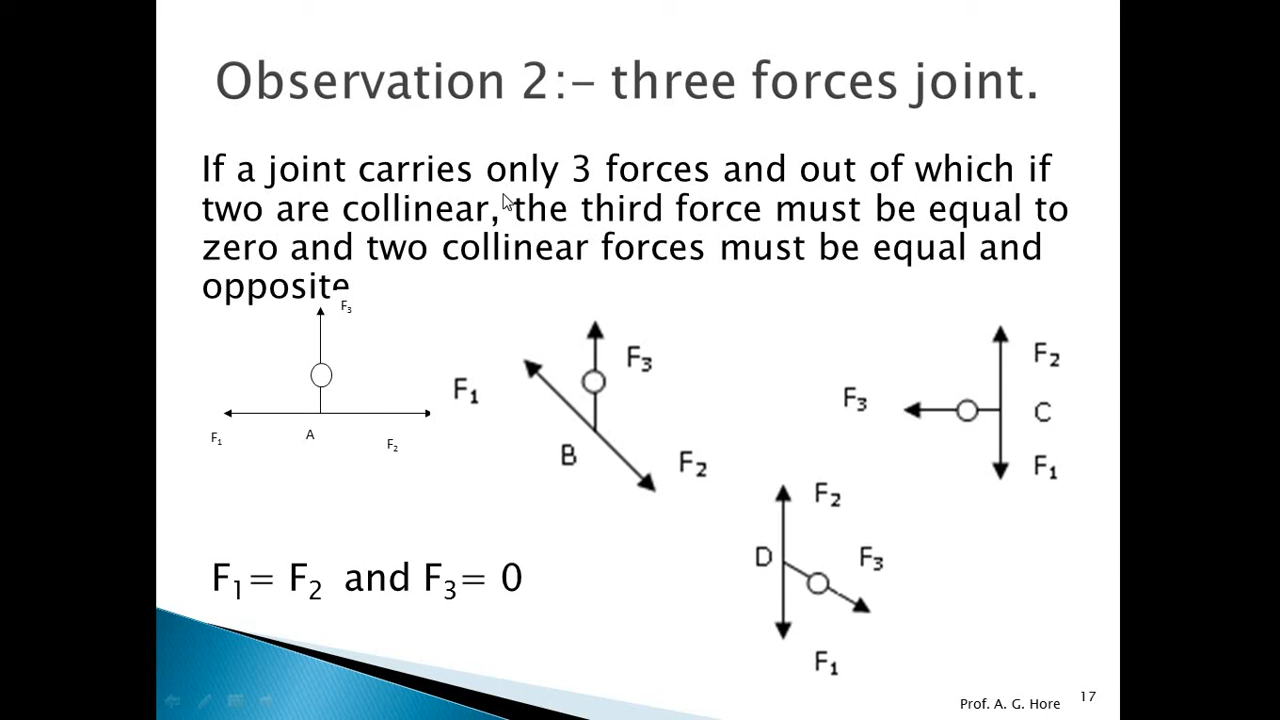 Observation 2:- three forces joint.
If a joint carries only 3 forces and out of which if
two are collinear, the third force must be equal to
zero and two collinear forces must be equal and
opposite
F₃
F₁
A
F₂
F₁
F₃
B
F₂
F₃
F₂
C
F₁
F₂
D
F₃
F₁
F₁= F₂ and F₃= 0
Prof. A. G. Hore
17